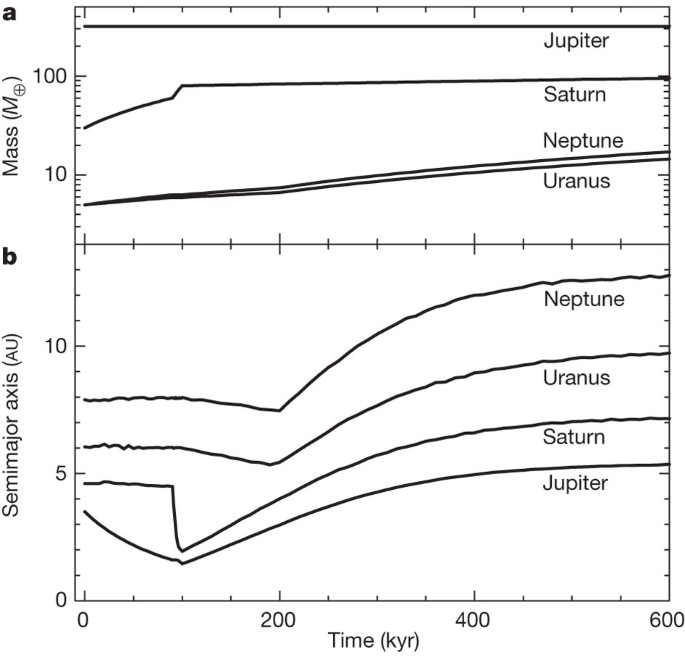 a
Mass (M⊕)
100
10
Jupiter
Saturn
Neptune
Uranus
b
Semimajor axis (AU)
10
5
0
Neptune
Uranus
Saturn
Jupiter
0 200 400 600
Time (kyr)